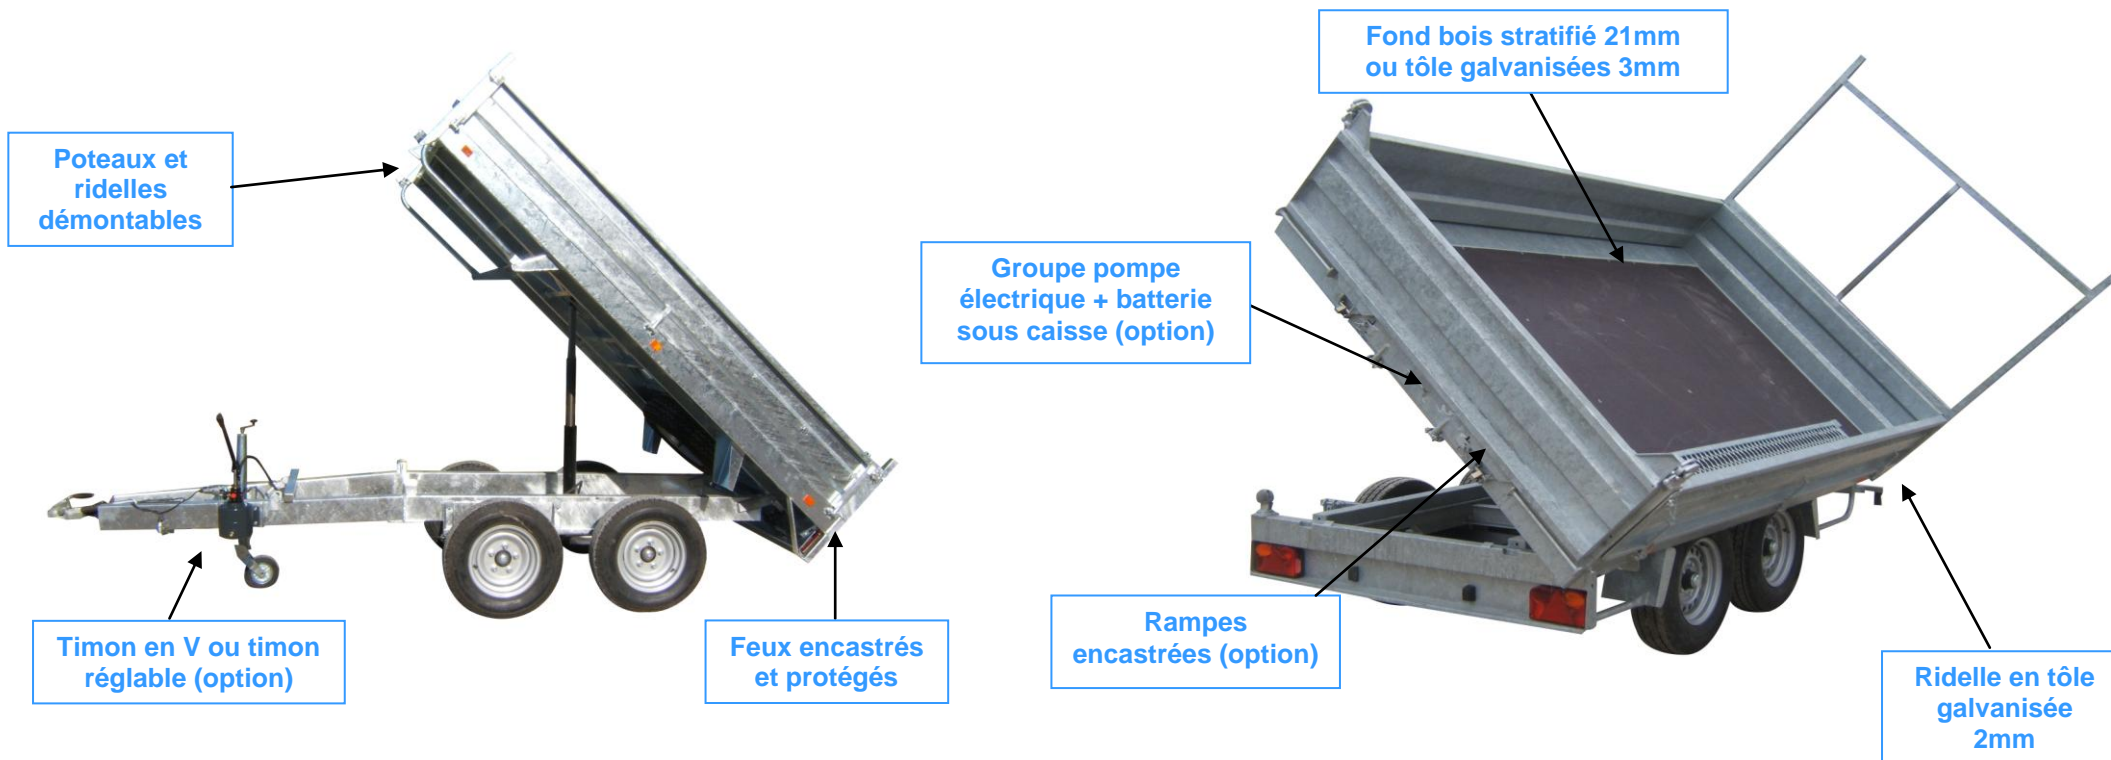 Poteaux et
ridelles
démontables
Timon en V ou timon
réglable (option)
Feux encastrés
et protégés
Fond bois stratifié 21mm
ou tôle galvanisées 3mm
Groupe pompe
électrique + batterie
sous caisse (option)
Rampes
encastrées (option)
Ridelle en tôle
galvanisée
2mm